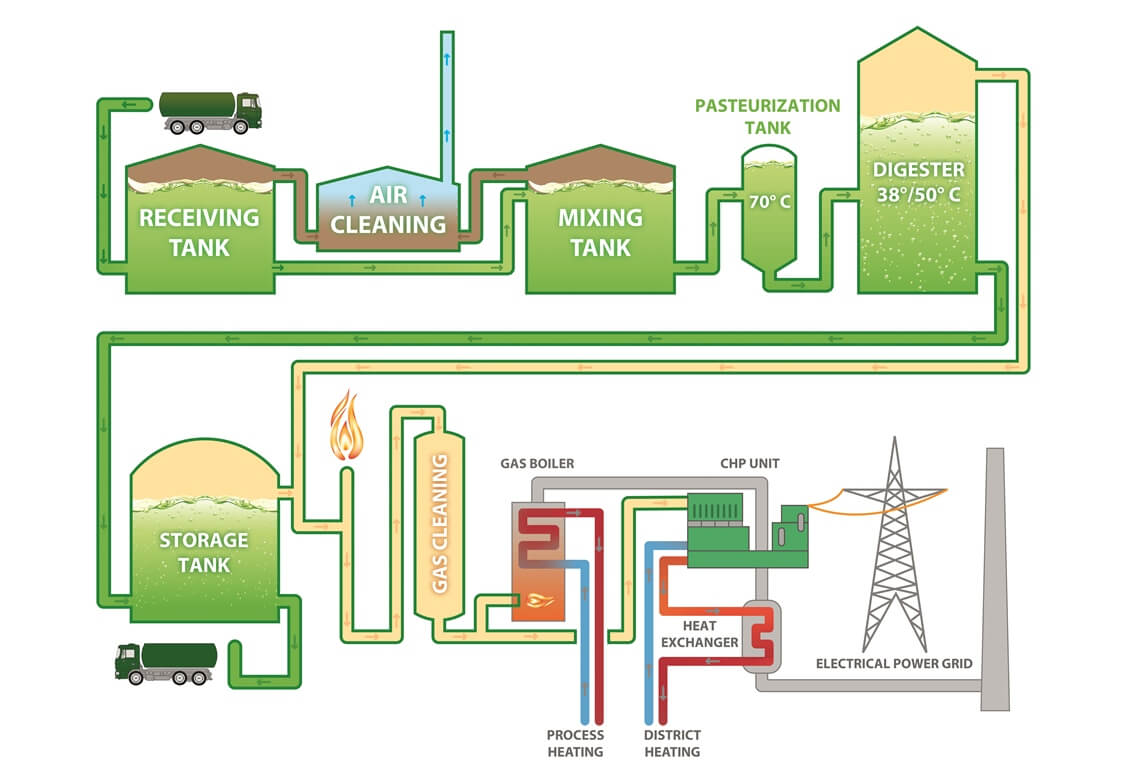 PASTEURIZATION
TANK
RECEIVING
TANK
AIR
CLEANING
MIXING
TANK
70° C
DIGESTER
38°/50° C
STORAGE
TANK
GAS CLEANING
GAS BOILER
CHP UNIT
HEAT
EXCHANGER
ELECTRICAL POWER GRID
PROCESS
HEATING
DISTRICT
HEATING